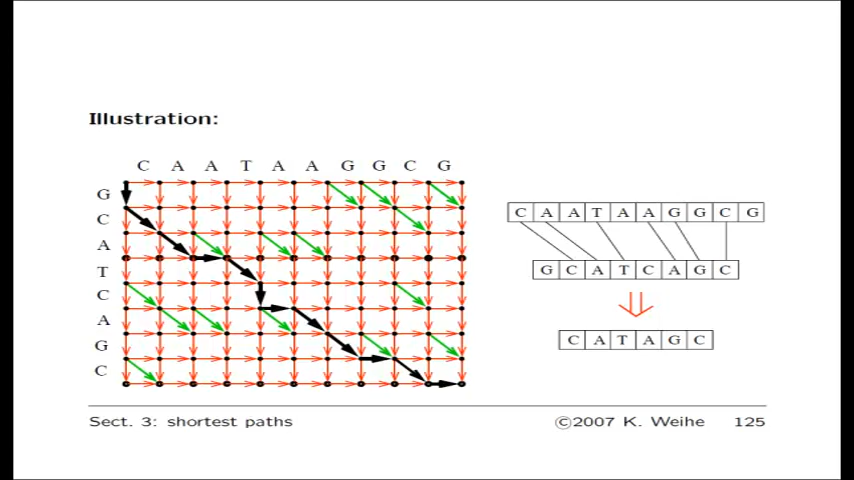 Illustration:
C A A T A A G G C G
G
C
A
T
C
A
G
C
C A A T A A G G C G
G C A T C A G C
C A T A G C
Sect. 3: shortest paths
©2007 K. Weihe 125